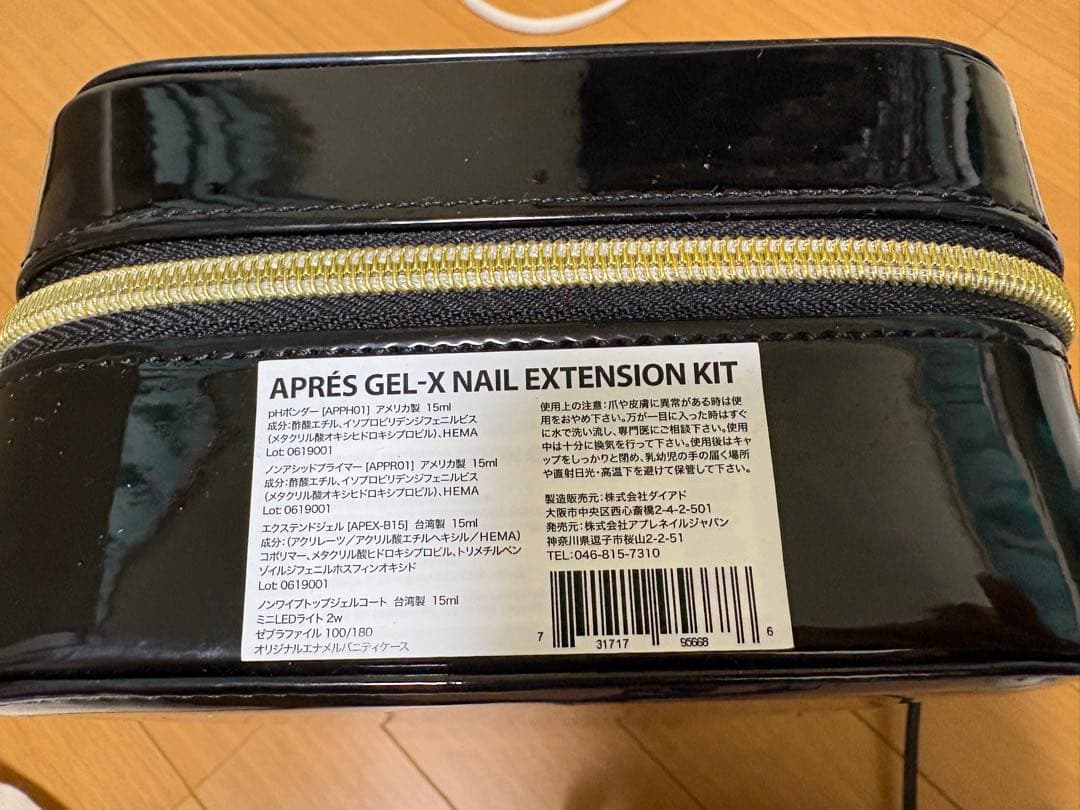 APRÉS GEL-X NAIL EXTENSION KIT
pHボンダー [APPH01] アメリカ製 15ml
成分:酢酸エチル、イソプロピリデンジフェニルビス
(メタクリル酸オキシヒドロキシプロピル)、HEMA
Lot: 0619001
ノンアシッドプライマー [APPR01] アメリカ製 15ml
成分:酢酸エチル、イソプロピリデンジフェニルビス
(メタクリル酸オキシヒドロキシプロピル)、HEMA
Lot: 0619001
エクステンドジェル [APEX-B15] 台湾製 15ml
成分:(アクリレーツ/アクリル酸エチルヘキシル/HEMA)
コポリマー、メタクリル酸ヒドロキシプロピル、トリメチルベン
ゾイルジフェニルホスフィンオキシド
Lot: 0619001
ノンワイプトップジェルコート 台湾製 15ml
ミニLEDライト 2w
ゼブラファイル 100/180
オリジナルエナメルバニティケース
使用上の注意:爪や皮膚に異常がある時は使
用をおやめ下さい。万が一目に入った時はすぐ
に水で洗い流し、専門医にご相談下さい。使用
中は十分に換気を行って下さい。使用後はキャ
ップをしっかりと閉め、乳幼児の手の届く場所
や直射日光・高温下を避けて保管して下さい。
製造販売元:株式会社ダイアド
大阪市中央区西心斎橋2-4-2-501
発売元:株式会社アプレネイルジャパン
神奈川県逗子市桜山2-2-51
TEL:046-815-7310
7 31717 95668 6